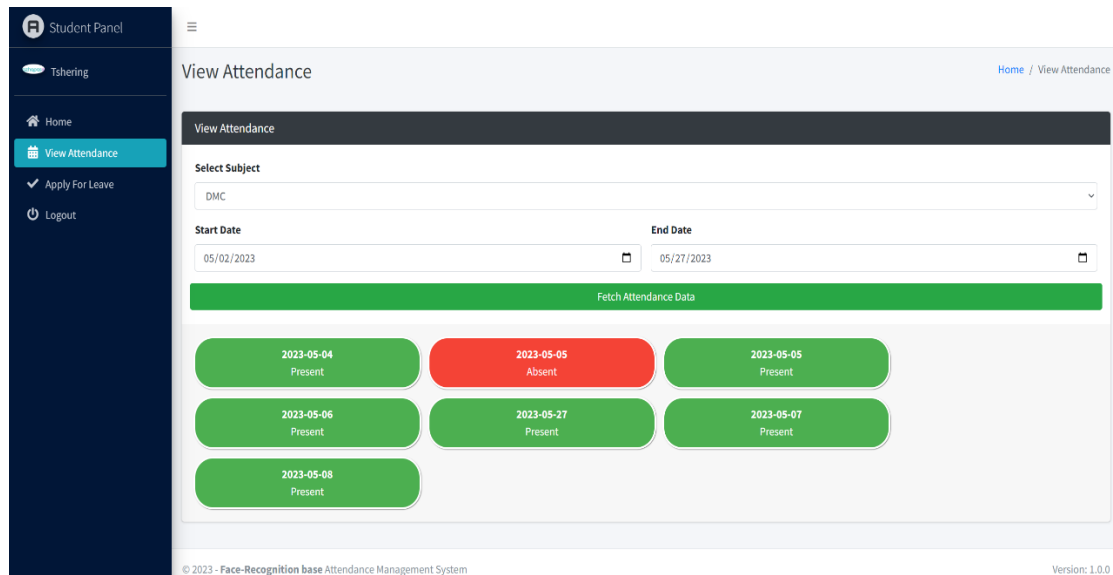 Student Panel
Tshering
Home
View Attendance
Apply For Leave
Logout
View Attendance
Home / View Attendance
View Attendance
Select Subject
DMC
Start Date
End Date
05/02/2023
05/27/2023
Fetch Attendance Data
2023-05-04
Present
2023-05-05
Absent
2023-05-05
Present
2023-05-06
Present
2023-05-27
Present
2023-05-07
Present
2023-05-08
Present
© 2023 - Face-Recognition base Attendance Management System
Version: 1.0.0